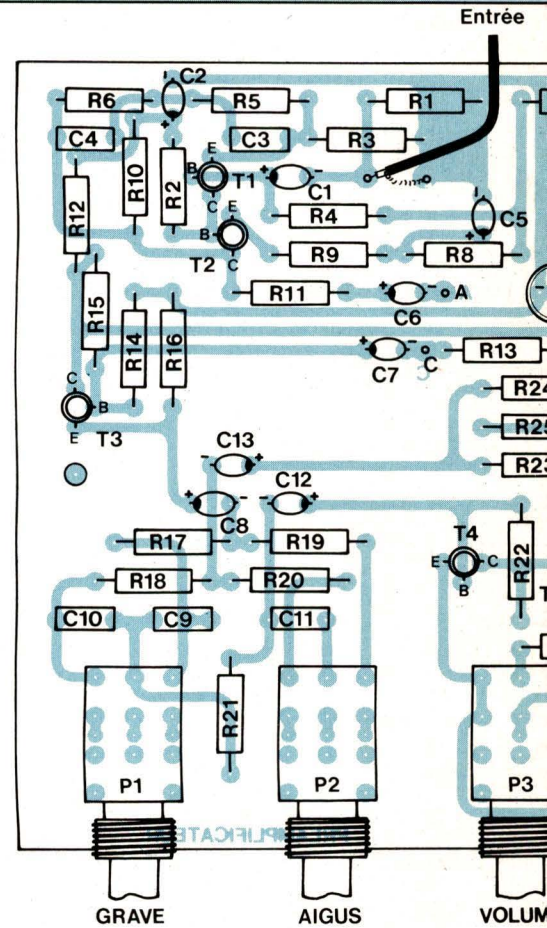 Entrée
C2
R6 R5 R1
C4 C3 R3
R10 R2 E
B T1
C1
C E R4 C5
R12 B
T2 C R9 R8
R11 C6 A
R15
R14 R16
C7 C R13
C R24
B
E T3 R25
C13 R23
C12
C8
T4
R17 R19 R22
E C
R18 R20 B
C10 C9 C11
R21
P1 P2 P3
GRAVE AIGUS VOLUM